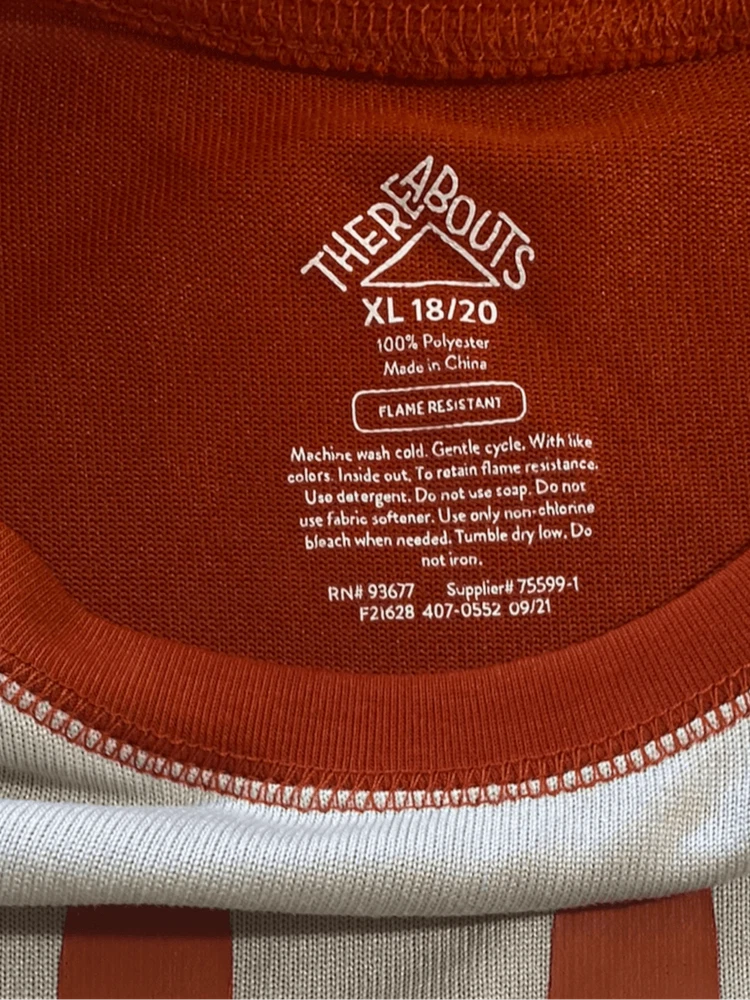 THEREABOUTS
XL 18/20
100% Polyester
Made in China
FLAME RESISTANT
Machine wash cold. Gentle cycle. With like
colors. Inside out. To retain flame resistance.
Use detergent. Do not use soap. Do not
use fabric softener. Use only non-chlorine
bleach when needed. Tumble dry low. Do
not iron.
RN# 93677 Supplier# 75599-1
F21628 407-0552 09/21